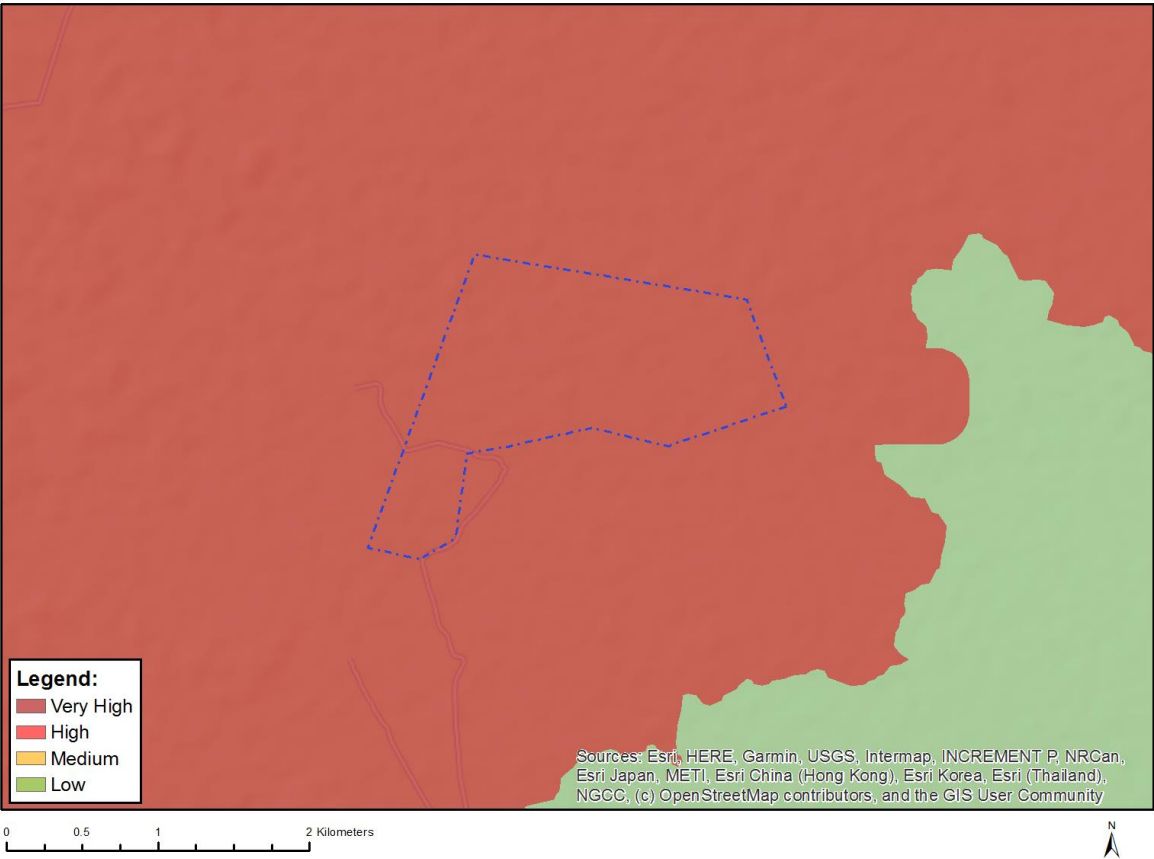 Legend:
Very High
High
Medium
Low
Sources: Esri, HERE, Garmin, USGS, Intermap, INCREMENT P, NRCan,
Esri Japan, METI, Esri China (Hong Kong), Esri Korea, Esri (Thailand),
NGCC, (c) OpenStreetMap contributors, and the GIS User Community
0 0.5 1 2 Kilometers
N